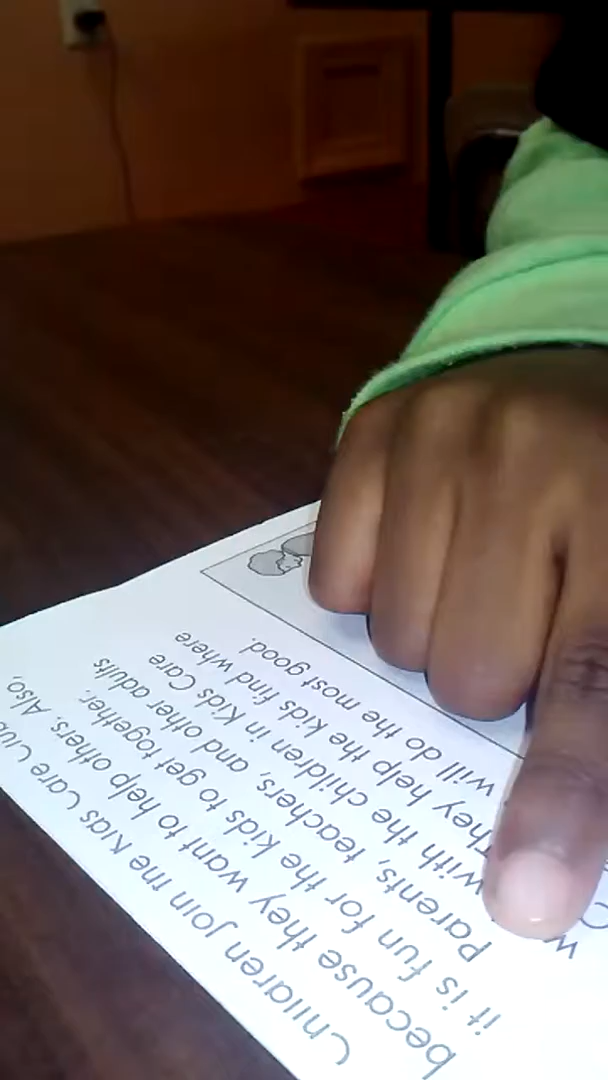 Children join the Kids Care Club
because they want to help others. Also,
it is fun for the kids to get together.
Parents, teachers, and other adults
with the children in Kids Care
They help the kids find where
will do the most good.